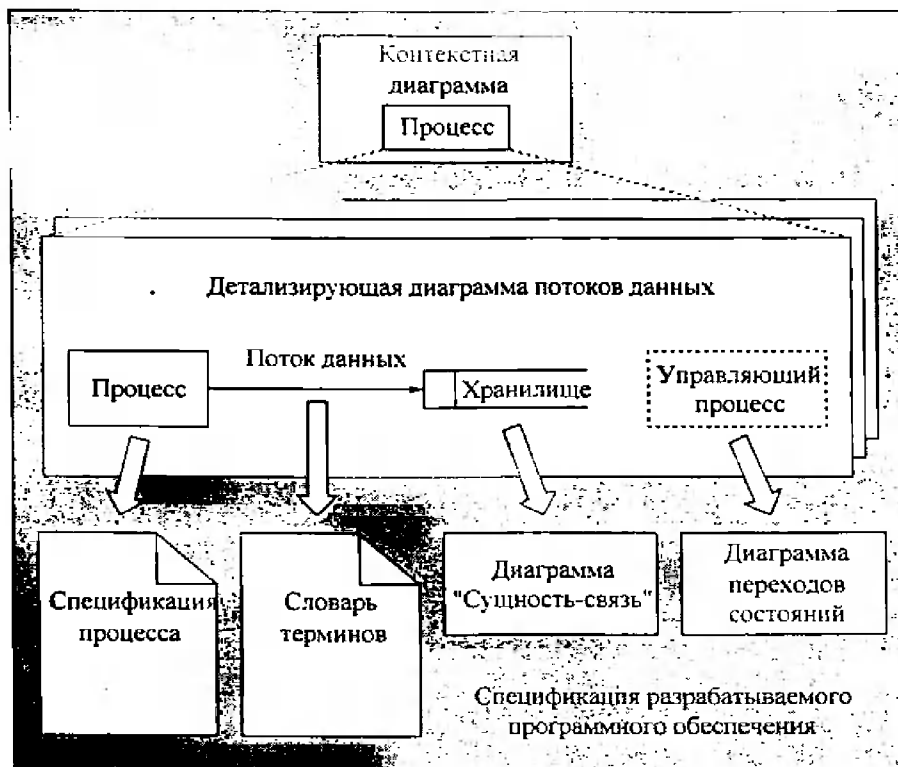 Контекстная
диаграмма
Процесс
Детализирующая диаграмма потоков данных
Процесс
Поток данных
Хранилище
Управляющий
процесс
Спецификация
процесса
Словарь
терминов
Диаграмма
"Сущность-связь"
Диаграмма
переходов
состояний
Спецификация разрабатываемого
программного обеспечения